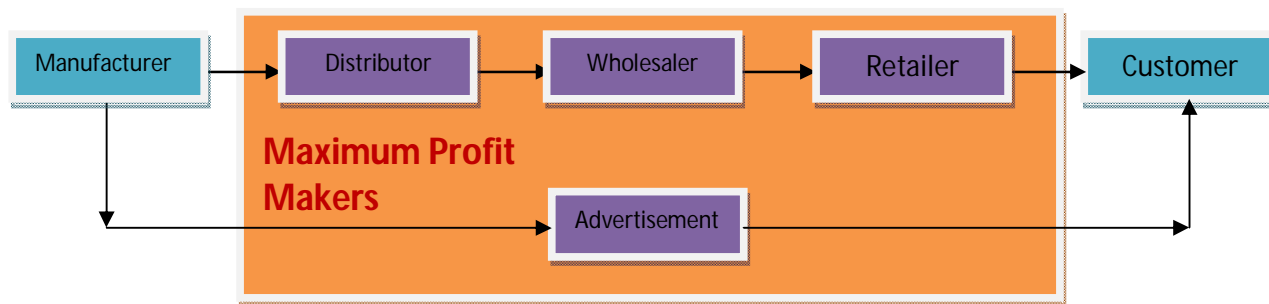 Manufacturer
Distributor
Wholesaler
Retailer
Customer
Maximum Profit
Makers
Advertisement